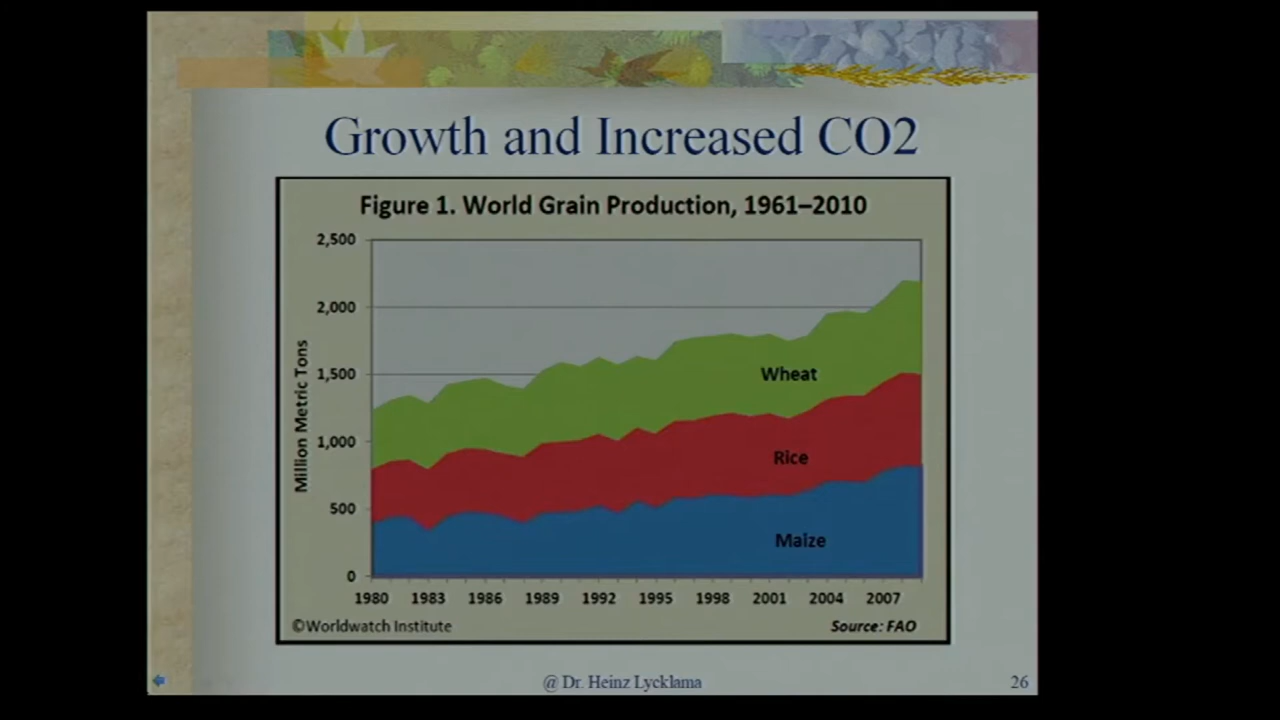 Growth and Increased CO2
Figure 1. World Grain Production, 1961–2010
2,500
2,000
1,500
1,000
500
0
Million Metric Tons
Wheat
Rice
Maize
1980 1983 1986 1989 1992 1995 1998 2001 2004 2007
©Worldwatch Institute
Source: FAO
@ Dr. Heinz Lycklama
26